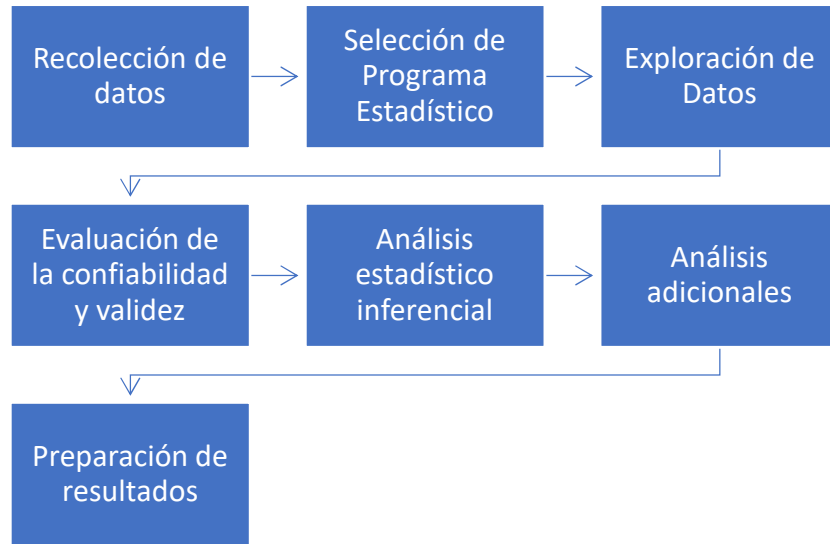 Recolección de
datos
Selección de
Programa
Estadístico
Exploración de
Datos
Evaluación de
la confiabilidad
y validez
Análisis
estadístico
inferencial
Análisis
adicionales
Preparación de
resultados